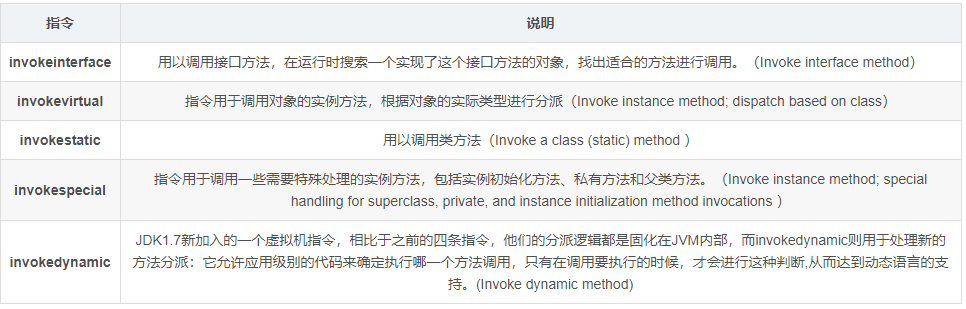 指令 说明
invokeinterface 用以调用接口方法，在运行时搜索一个实现了这个接口方法的对象，找出适合的方法进行调用。（Invoke interface method）
invokevirtual 指令用于调用对象的实例方法，根据对象的实际类型进行分派（Invoke instance method; dispatch based on class）
invokestatic 用以调用类方法（Invoke a class (static) method ）
指令用于调用一些需要特殊处理的实例方法，包括实例初始化方法、私有方法和父类方法。（Invoke instance method; special
invokespecial
handling for superclass, private, and instance initialization method invocations ）
JDK1.7新加入的一个虚拟机指令，相比于之前的四条指令，他们的分派逻辑都是固化在JVM内部，而invokedynamic则用于处理新的
invokedynamic 方法分派：它允许应用级别的代码来确定执行哪一个方法调用，只有在调用要执行的时候，才会进行这种判断,从而达到动态语言的支
持。(Invoke dynamic method)